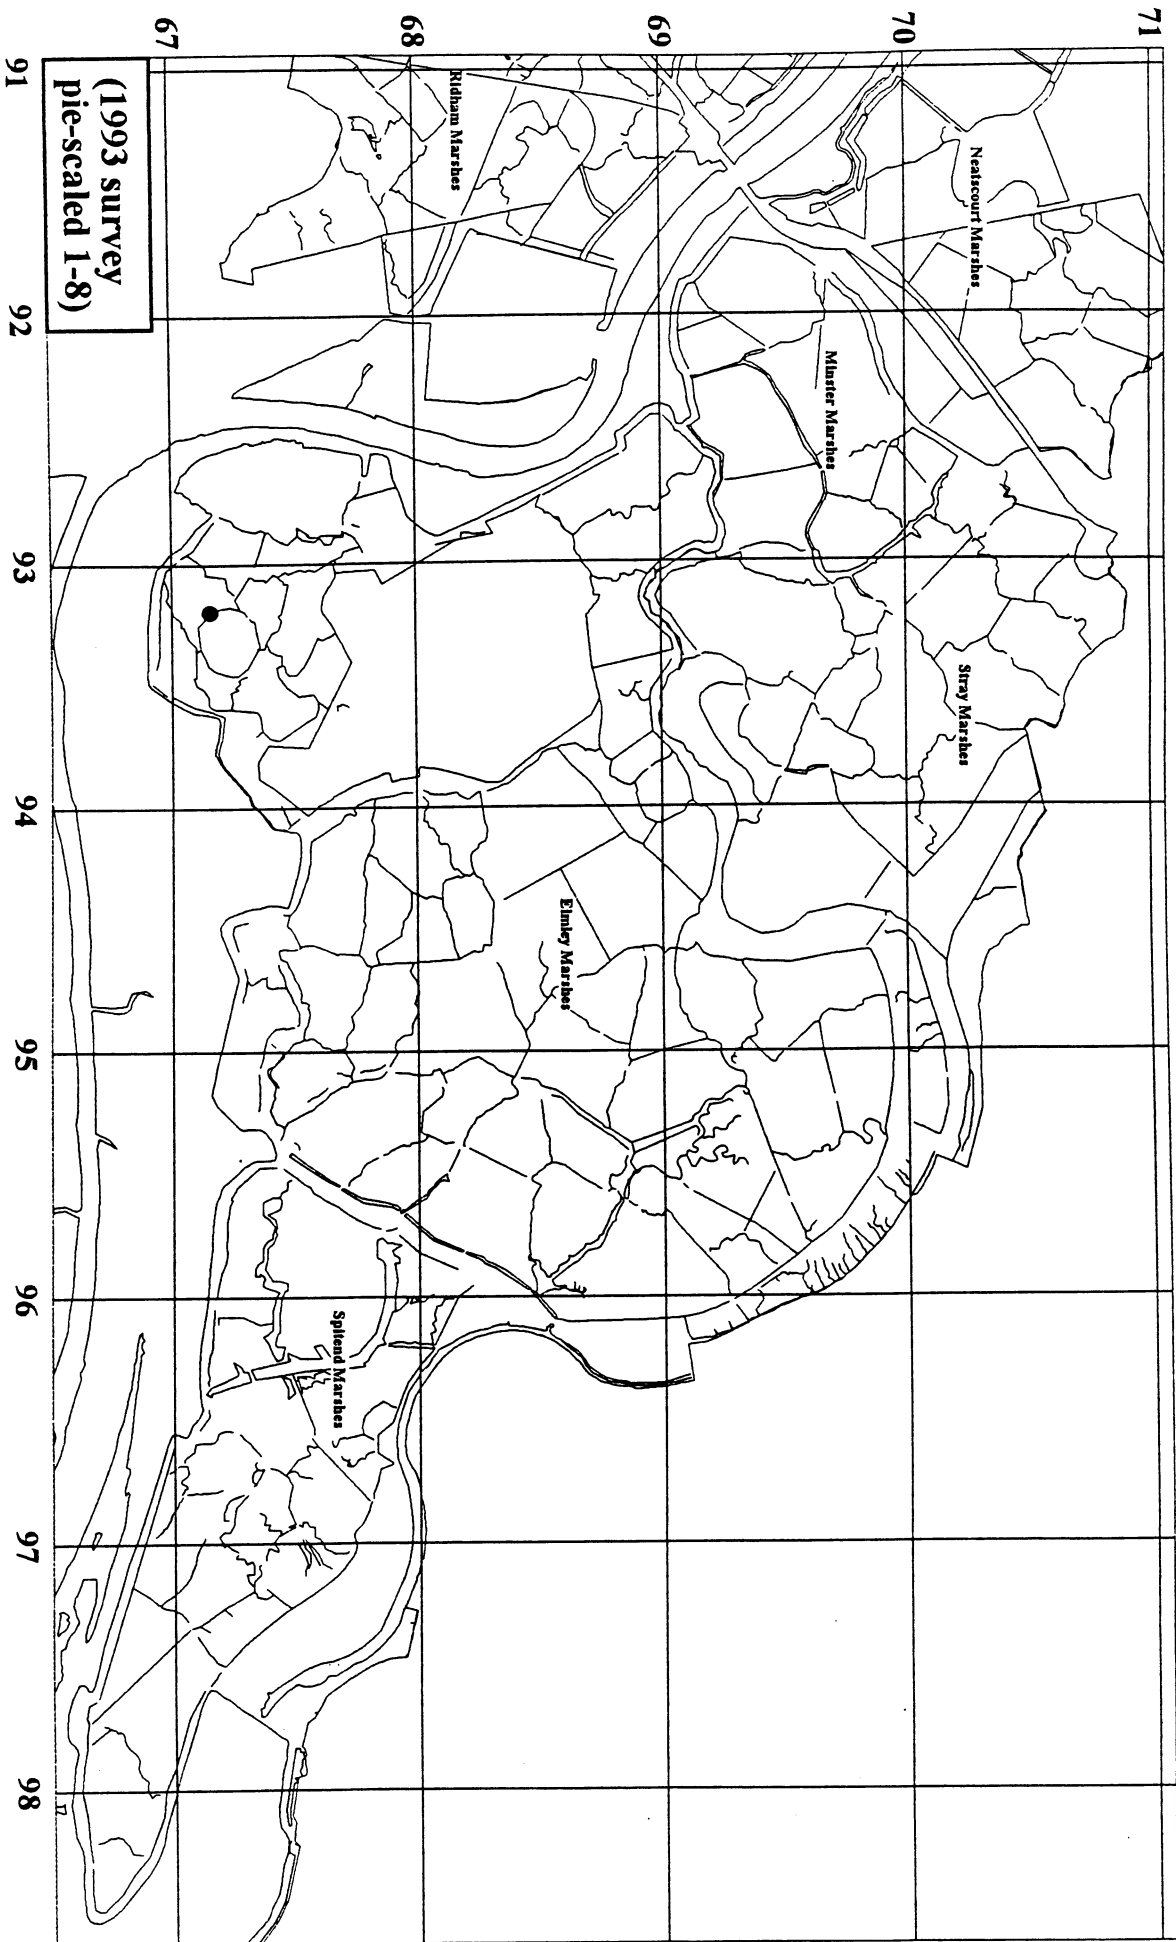 71
70
69
68
67
91
92
93
94
95
96
97
98
Neatscourt Marshes
Ridham Marshes
Minster Marshes
Stray Marshes
Elmley Marshes
Spitend Marshes
(1993 survey
pie-scaled 1-8)